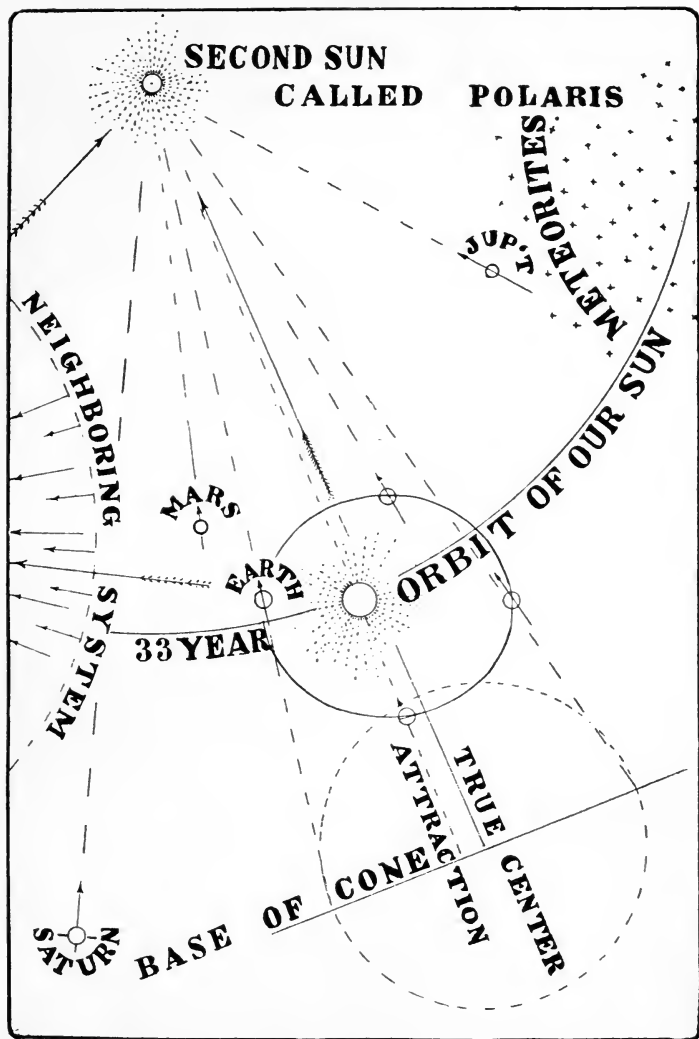 SECOND SUN
CALLED POLARIS
METEORITES
JUP'T
NEIGHBORING
SYSTEM
MARS
EARTH
ORBIT OF OUR SUN
33 YEAR
ATTRACTION
TRUE CENTER
BASE OF CONE
SATURN